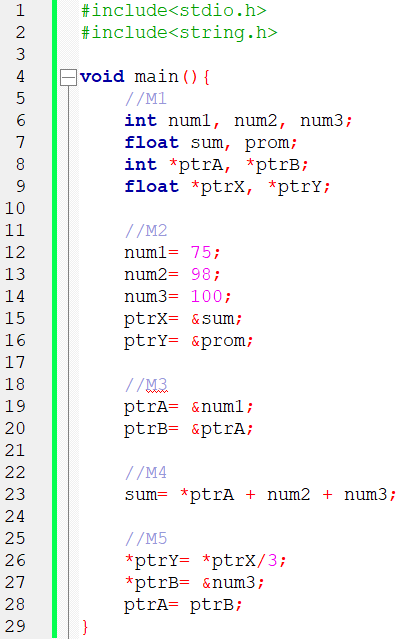 1 #include<stdio.h>
2 #include<string.h>
3
4 void main(){
5 //M1
6 int num1, num2, num3;
7 float sum, prom;
8 int *ptrA, *ptrB;
9 float *ptrX, *ptrY;
10
11 //M2
12 num1= 75;
13 num2= 98;
14 num3= 100;
15 ptrX= &sum;
16 ptrY= &prom;
17
18 //M3
19 ptrA= &num1;
20 ptrB= &ptrA;
21
22 //M4
23 sum= *ptrA + num2 + num3;
24
25 //M5
26 *ptrY= *ptrX/3;
27 *ptrB= &num3;
28 ptrA= ptrB;
29 }